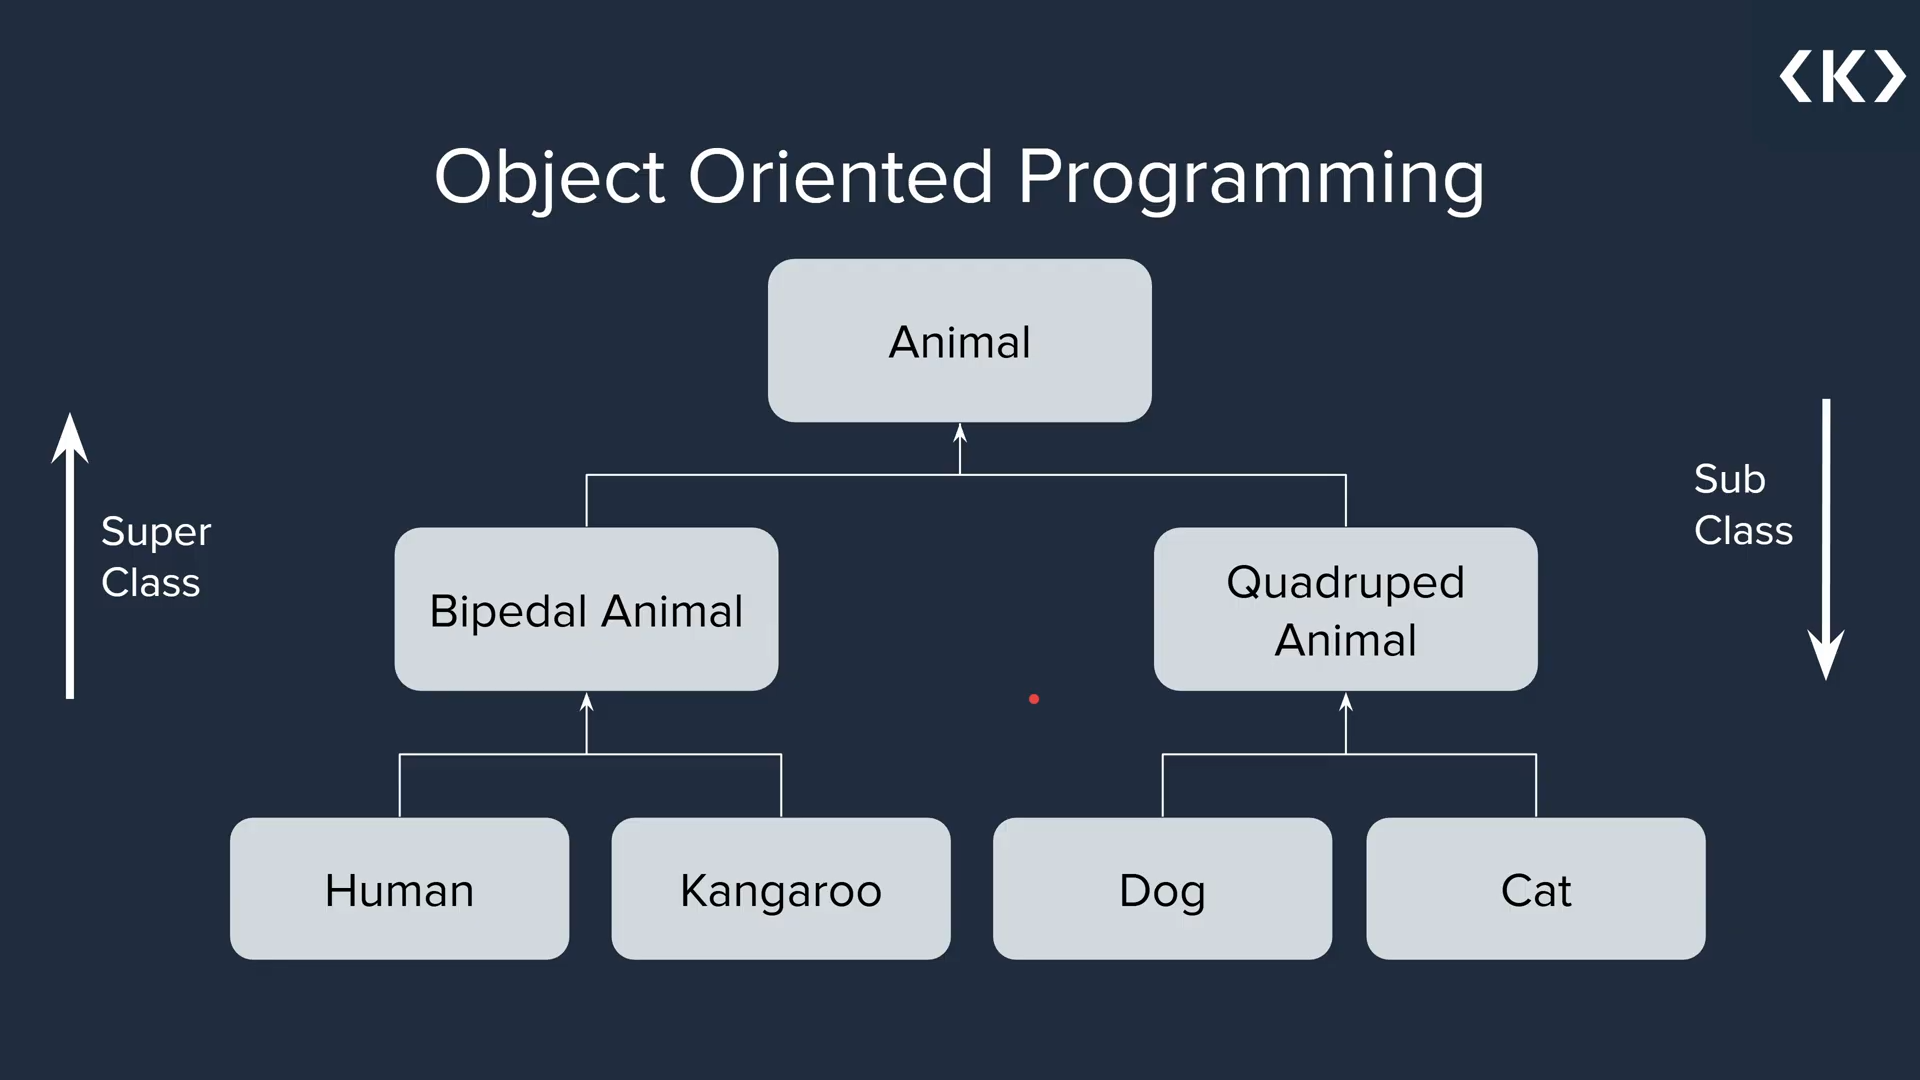 ‹K›
Object Oriented Programming
Animal
Super
Class
Sub
Class
Bipedal Animal
Quadruped
Animal
Human
Kangaroo
Dog
Cat